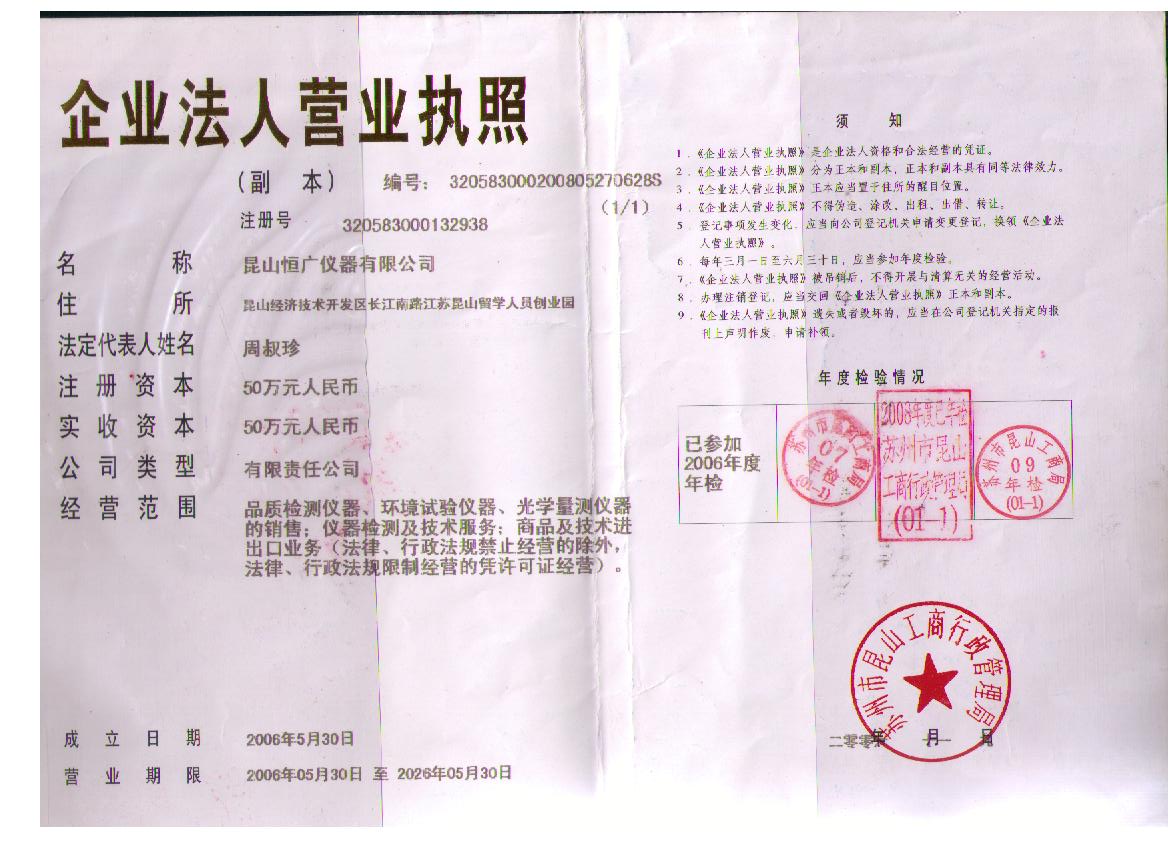 企业法人营业执照
（副 本） 编号： 320583000200805270628S
（1/1）
注册号 320583000132938
名 称 昆山恒广仪器有限公司
住 所 昆山经济技术开发区长江南路江苏昆山留学人员创业园
法定代表人姓名 周叔珍
注 册 资 本 50万元人民币
实 收 资 本 50万元人民币
公 司 类 型 有限责任公司
经 营 范 围 品质检测仪器、环境试验仪器、光学量测仪器
的销售；仪器检测及技术服务；商品及技术进
出口业务（法律、行政法规禁止经营的除外，
法律、行政法规限制经营的凭许可证经营）。
成 立 日 期 2006年5月30日
营 业 期 限 2006年05月30日 至 2026年05月30日
须 知
1．《企业法人营业执照》是企业法人资格和合法经营的凭证。
2．《企业法人营业执照》分为正本和副本，正本和副本具有同等法律效力。
3．《企业法人营业执照》正本应当置于住所的醒目位置。
4．《企业法人营业执照》不得伪造、涂改、出租、出借、转让。
5．登记事项发生变化，应当向公司登记机关申请变更登记，换领《企业法
人营业执照》。
6．每年三月一日至六月三十日，应当参加年度检验。
7．《企业法人营业执照》被吊销后，不得开展与清算无关的经营活动。
8．办理注销登记，应当交回《企业法人营业执照》正本和副本。
9．《企业法人营业执照》遗失或者毁坏的，应当在公司登记机关指定的报
刊上声明作废，申请补领。
年度检验情况
已参加
2006年度
年检
苏州市昆山工商局
07
年检
(01-1)
2008年度已年检
苏州市昆山
工商行政管理局
(01-1)
苏州市昆山工商局
09
年检
(01-1)
苏州市昆山工商行政管理局
年 月 日